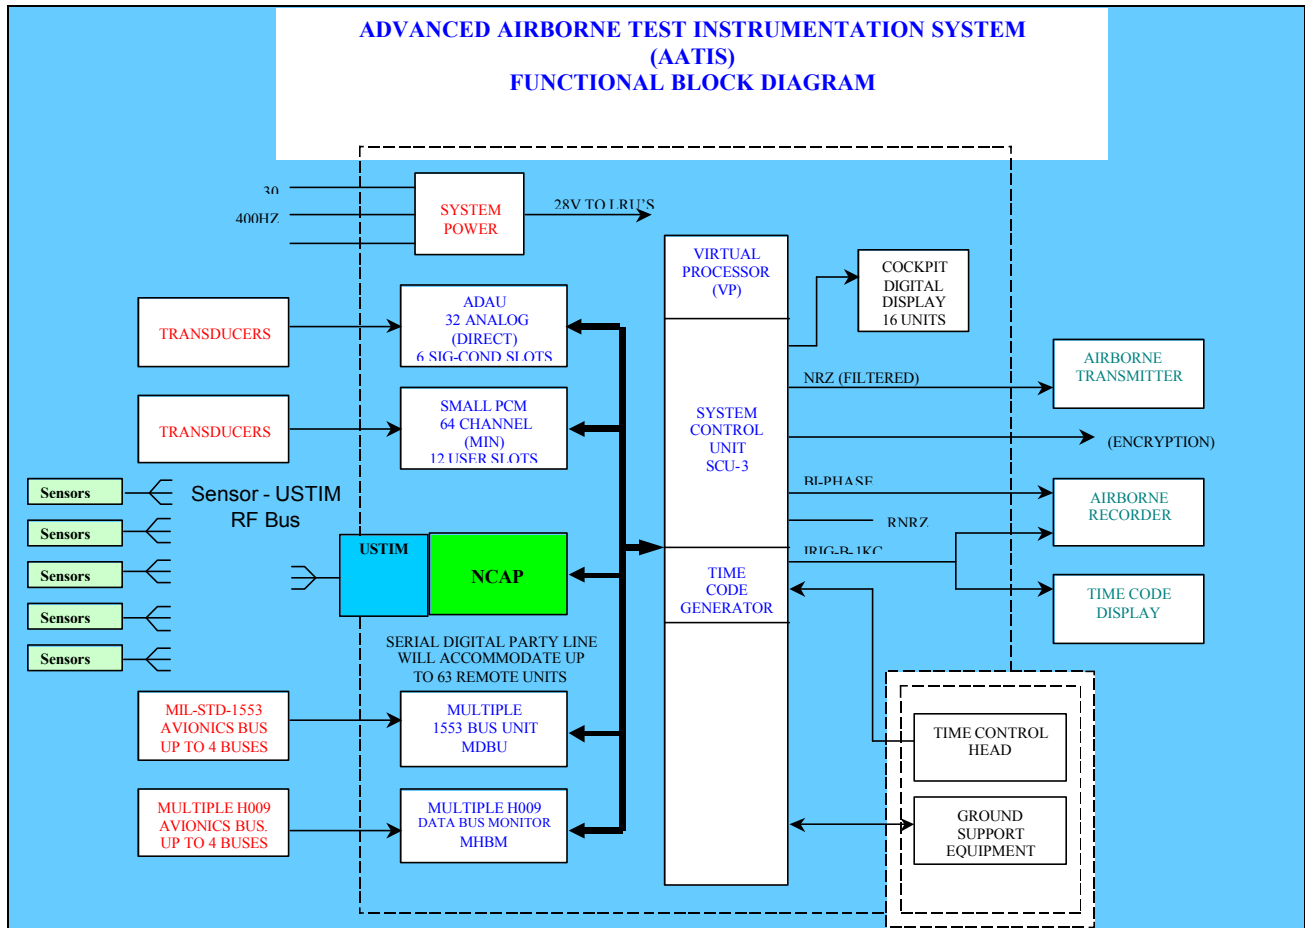 ADVANCED AIRBORNE TEST INSTRUMENTATION SYSTEM
(AATIS)
FUNCTIONAL BLOCK DIAGRAM
30
400HZ
SYSTEM
POWER
28V TO LRU'S
VIRTUAL
PROCESSOR
(VP)
COCKPIT
DIGITAL
DISPLAY
16 UNITS
TRANSDUCERS
ADAU
32 ANALOG
(DIRECT)
6 SIG-COND SLOTS
NRZ (FILTERED)
AIRBORNE
TRANSMITTER
TRANSDUCERS
SMALL PCM
64 CHANNEL
(MIN)
12 USER SLOTS
SYSTEM
CONTROL
UNIT
SCU-3
(ENCRYPTION)
BI-PHASE
AIRBORNE
RECORDER
RNRZ
IRIG-B-1KC
Sensors
Sensors
Sensors
Sensors
Sensors
Sensor - USTIM
RF Bus
USTIM
NCAP
TIME
CODE
GENERATOR
TIME CODE
DISPLAY
SERIAL DIGITAL PARTY LINE
WILL ACCOMMODATE UP
TO 63 REMOTE UNITS
MIL-STD-1553
AVIONICS BUS
UP TO 4 BUSES
MULTIPLE
1553 BUS UNIT
MDBU
TIME CONTROL
HEAD
MULTIPLE H009
AVIONICS BUS.
UP TO 4 BUSES
MULTIPLE H009
DATA BUS MONITOR
MHBM
GROUND
SUPPORT
EQUIPMENT